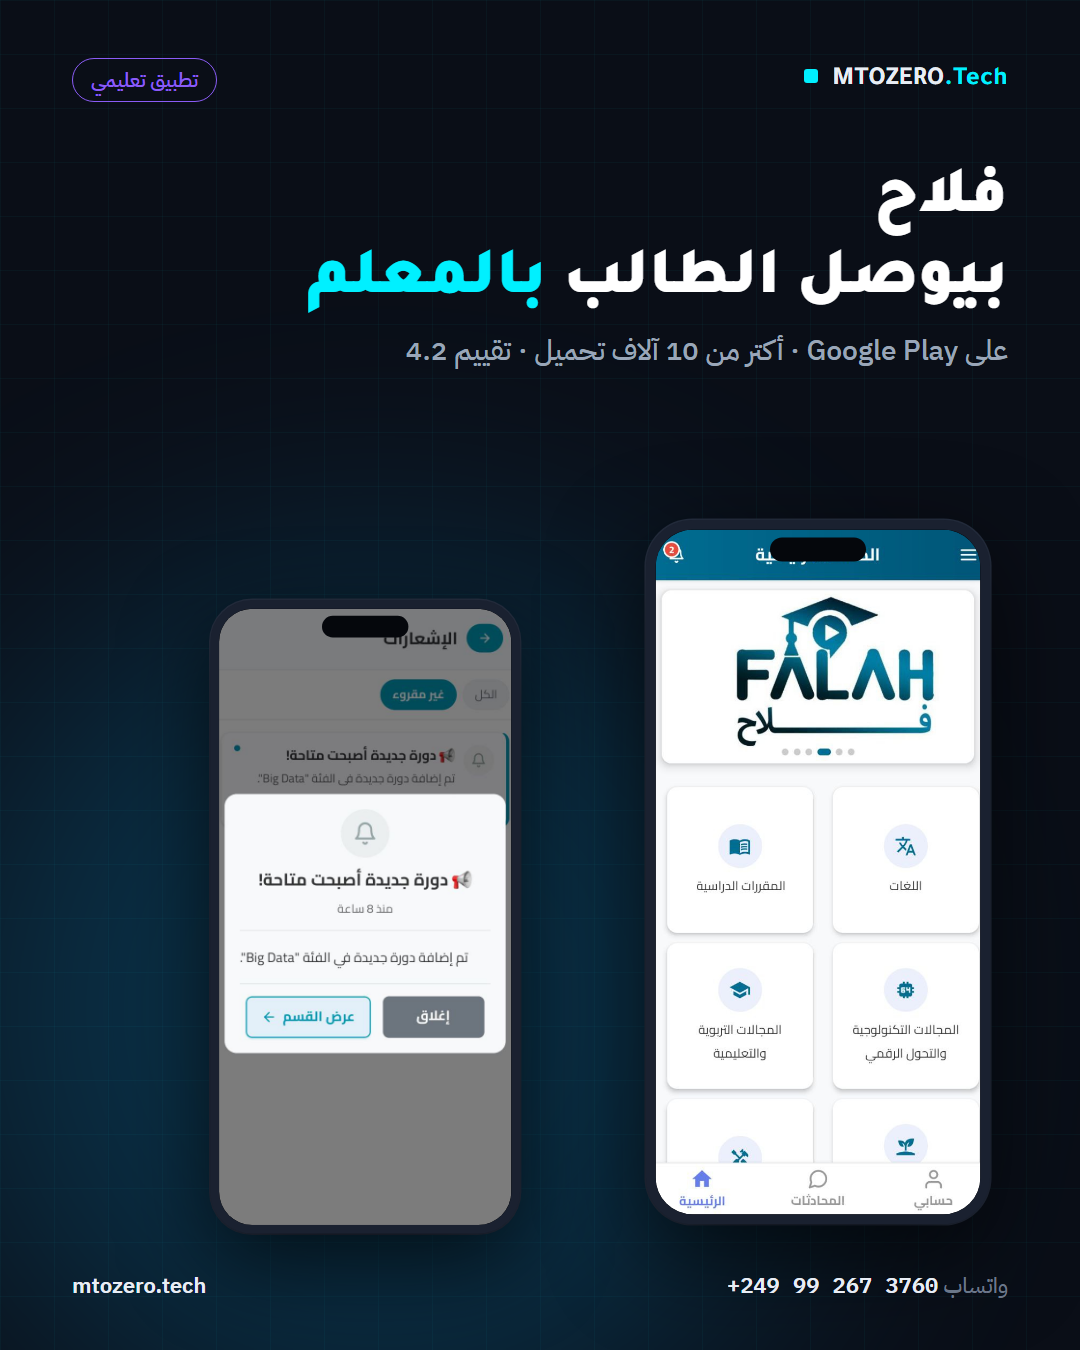 MTOZERO.Tech
تطبيق تعليمي
فلاح
بيوصل الطالب بالمعلم
على Google Play · أكتر من 10 آلاف تحميل · تقييم 4.2
2
FALAH
فلاح
اللغات
المقررات الدراسية
المجالات التكنولوجية
والتحول الرقمي
المجالات التربوية
والتعليمية
حسابي
المحادثات
الرئيسية
الإشعارات
الكل
غير مقروء
📢 دورة جديدة أصبحت متاحة!
تم إضافة دورة جديدة في الفئة "Big Data".
📢 دورة جديدة أصبحت متاحة!
منذ 8 ساعة
تم إضافة دورة جديدة في الفئة "Big Data".
إغلاق
عرض القسم ←
واتساب +249 99 267 3760
mtozero.tech